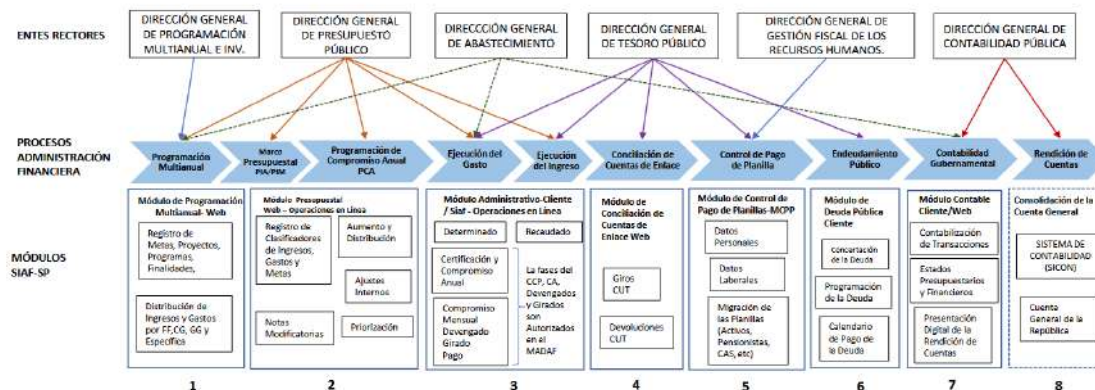 ENTES RECTORES
DIRECCIÓN GENERAL
DE PROGRAMACIÓN
MULTIANUAL E INV.
DIRECCIÓN GENERAL
DE PRESUPUESTO
PÚBLICO
DIRECCCIÓN GENERAL
DE ABASTECIMIENTO
DIRECCIÓN GENERAL
DE TESORO PÚBLICO
DIRECCIÓN GENERAL DE
GESTIÓN FISCAL DE LOS
RECURSOS HUMANOS.
DIRECCIÓN GENERAL DE
CONTABILIDAD PÚBLICA
PROCESOS
ADMINISTRACIÓN
FINANCIERA
Programación
Multianual
Marco
Presupuestal
PIA/PIM
Programación de
Compromiso Anual
PCA
Ejecución del
Gasto
Ejecución
del Ingreso
Conciliación de
Cuentas de Enlace
Control de Pago
de Planilla
Endeudamiento
Público
Contabilidad
Gubernamental
Rendición de
Cuentas
MÓDULOS
SIAF-SP
Módulo de Programación
Multianual- Web
Registro de
Metas, Proyectos,
Programas,
Finalidades,
Distribución de
Ingresos y Gastos
por FF,CG, GG y
Específica
1
Módulo Presupuestal
Web – Operaciones en Línea
Registro de
Clasificadores
de Ingresos,
Gastos y
Metas
Aumento y
Distribución
Ajustes
Internos
Notas
Modificatorias
Priorización
2
Módulo Administrativo-Cliente
/ Siaf - Operaciones en Línea
Determinado
Recaudado
Certificación y
Compromiso
Anual
Compromiso
Mensual
Devengado
Girado
Pago
La fases del
CCP, CA,
Devengados
y Girados
son
Autorizados
en el
MADAF
3
Módulo de
Conciliación de
Cuentas de
Enlace Web
Giros
CUT
Devoluciones
CUT
4
Módulo de Control de
Pago de Planillas-MCPP
Datos
Personales
Datos
Laborales
Migración de
las Planillas
(Activos,
Pensionistas,
CAS, etc)
5
Módulo de
Deuda Pública
Cliente
Concertación de
la Deuda
Programación
de la Deuda
Calendario
de Pago de
la Deuda
6
Módulo Contable
Cliente/Web
Contabilización
de Transacciones
Estados
Presupuestarios
y Financieros
Presentación
Digital de la
Rendición de
Cuentas
7
Consolidación de la
Cuenta General
SISTEMA DE
CONTABILIDAD
(SICON)
Cuenta
General de la
República
8